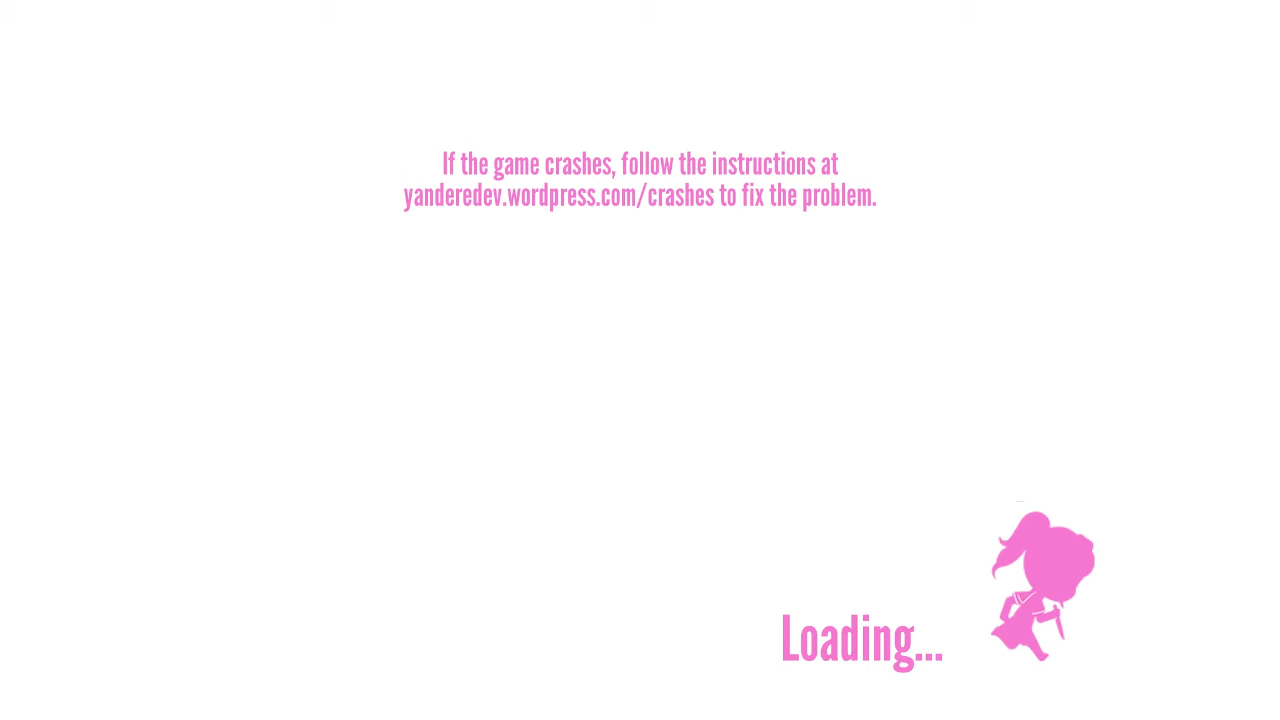 If the game crashes, follow the instructions at
yanderedev.wordpress.com/crashes to fix the problem.
Loading...